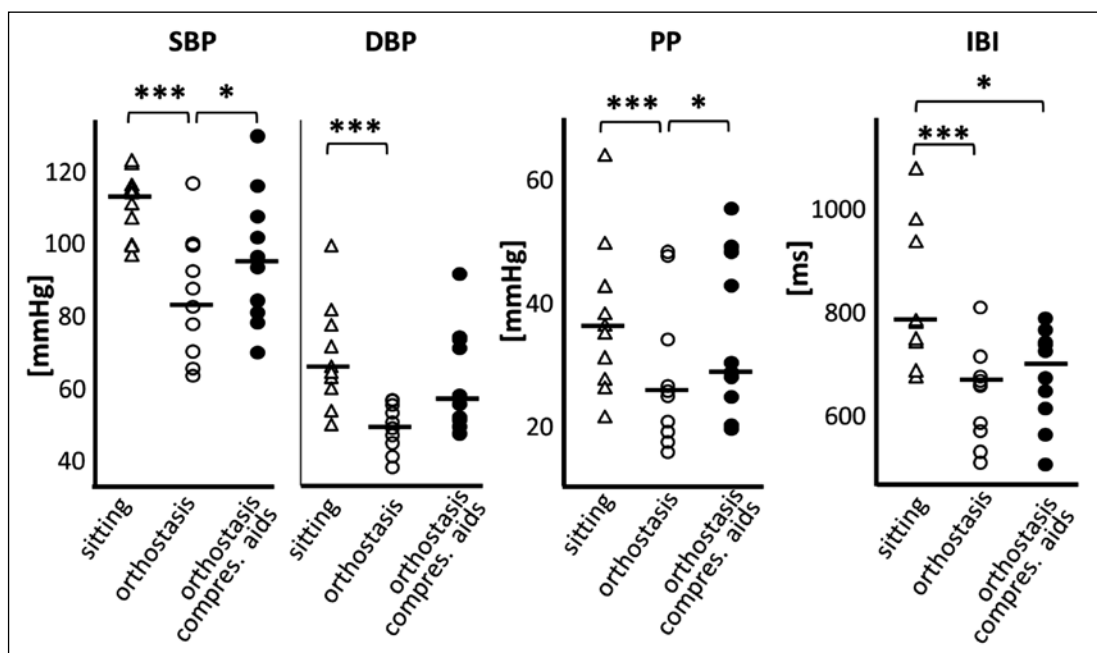 SBP
DBP
PP
IBI
*** *
***
*** *
*
***
[mmHg]
120
100
80
60
40
[mmHg]
60
40
20
[ms]
1000
800
600
sitting
orthostasis
orthostasis
compres. aids
sitting
orthostasis
orthostasis
compres. aids
sitting
orthostasis
orthostasis
compres. aids
sitting
orthostasis
orthostasis
compres. aids